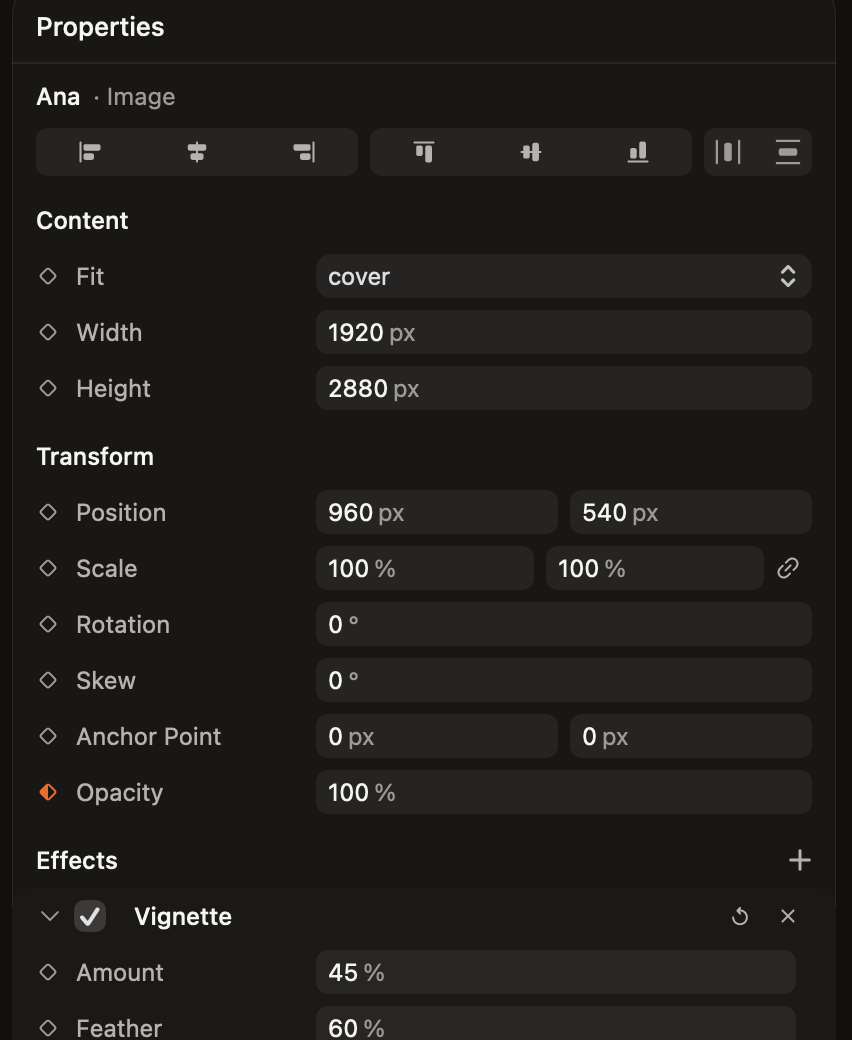 Properties
Ana · Image
Content
Fit cover
Width 1920 px
Height 2880 px
Transform
Position 960 px 540 px
Scale 100 % 100 %
Rotation 0 °
Skew 0 °
Anchor Point 0 px 0 px
Opacity 100 %
Effects
Vignette
Amount 45 %
Feather 60 %